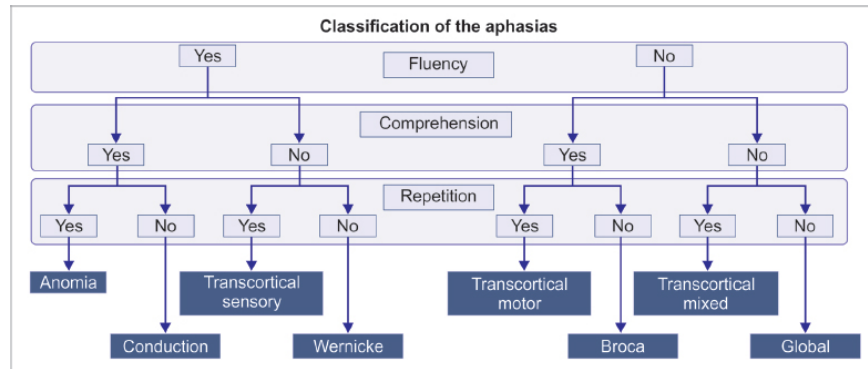 Classification of the aphasias
Yes
Fluency
No
Comprehension
Yes
No
Yes
No
Repetition
Yes
No
Yes
No
Yes
No
Yes
No
Anomia
Transcortical
sensory
Transcortical
motor
Transcortical
mixed
Conduction
Wernicke
Broca
Global